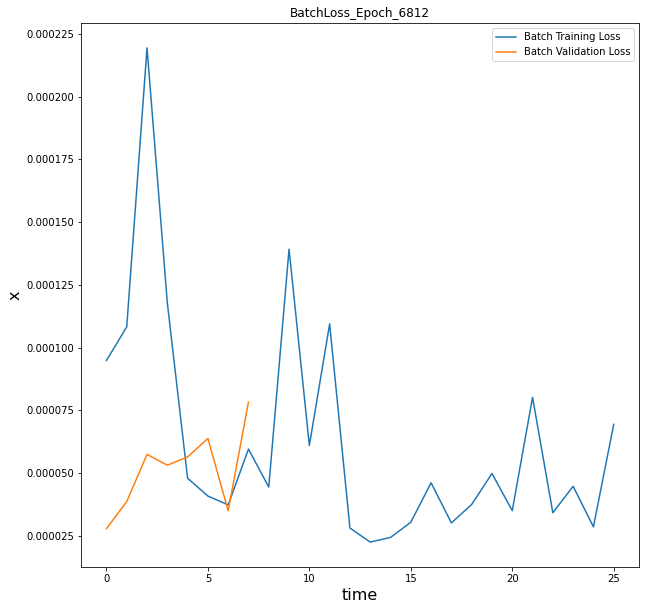 BatchLoss_Epoch_6812
Batch Training Loss
Batch Validation Loss
0.000225
0.000200
0.000175
0.000150
0.000125
0.000100
0.000075
0.000050
0.000025
x
0 5 10 15 20 25
time